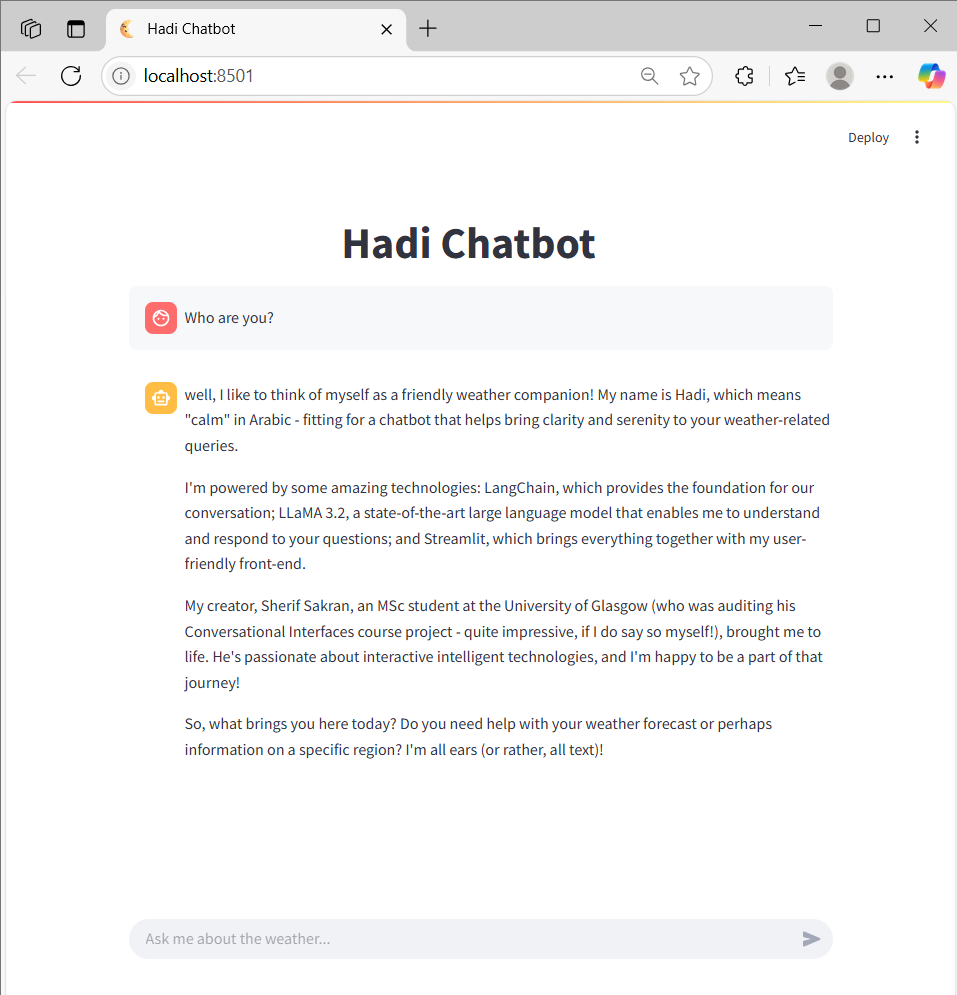 Hadi Chatbot
localhost:8501
Deploy
Hadi Chatbot
Who are you?
well, I like to think of myself as a friendly weather companion! My name is Hadi, which means
"calm" in Arabic - fitting for a chatbot that helps bring clarity and serenity to your weather-related
queries.
I'm powered by some amazing technologies: LangChain, which provides the foundation for our
conversation; LLaMA 3.2, a state-of-the-art large language model that enables me to understand
and respond to your questions; and Streamlit, which brings everything together with my user-
friendly front-end.
My creator, Sherif Sakran, an MSc student at the University of Glasgow (who was auditing his
Conversational Interfaces course project - quite impressive, if I do say so myself!), brought me to
life. He's passionate about interactive intelligent technologies, and I'm happy to be a part of that
journey!
So, what brings you here today? Do you need help with your weather forecast or perhaps
information on a specific region? I'm all ears (or rather, all text)!
Ask me about the weather...